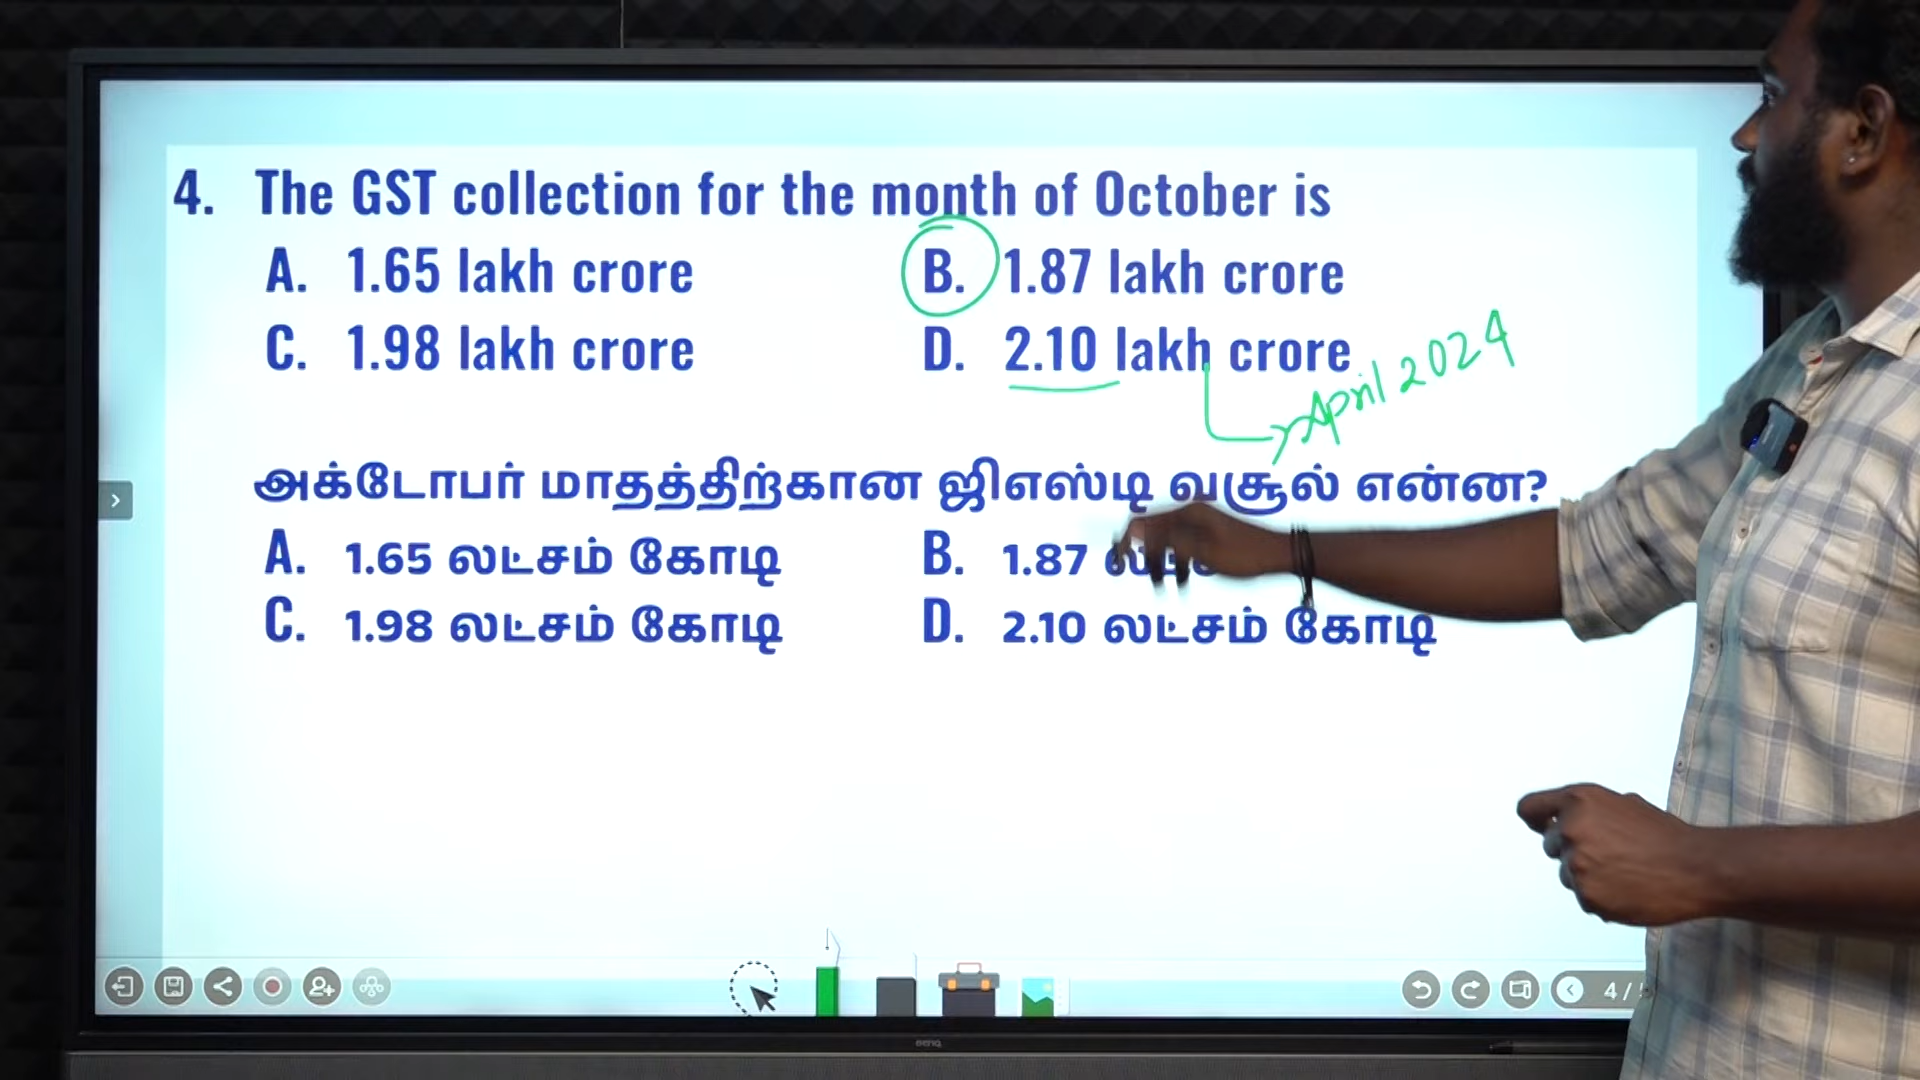 4. The GST collection for the month of October is
A. 1.65 lakh crore B. 1.87 lakh crore
C. 1.98 lakh crore D. 2.10 lakh crore
April 2024
அக்டோபர் மாதத்திற்கான ஜிஎஸ்டி வசூல் என்ன?
A. 1.65 லட்சம் கோடி B. 1.87
C. 1.98 லட்சம் கோடி D. 2.10 லட்சம் கோடி
4 /
BenQ